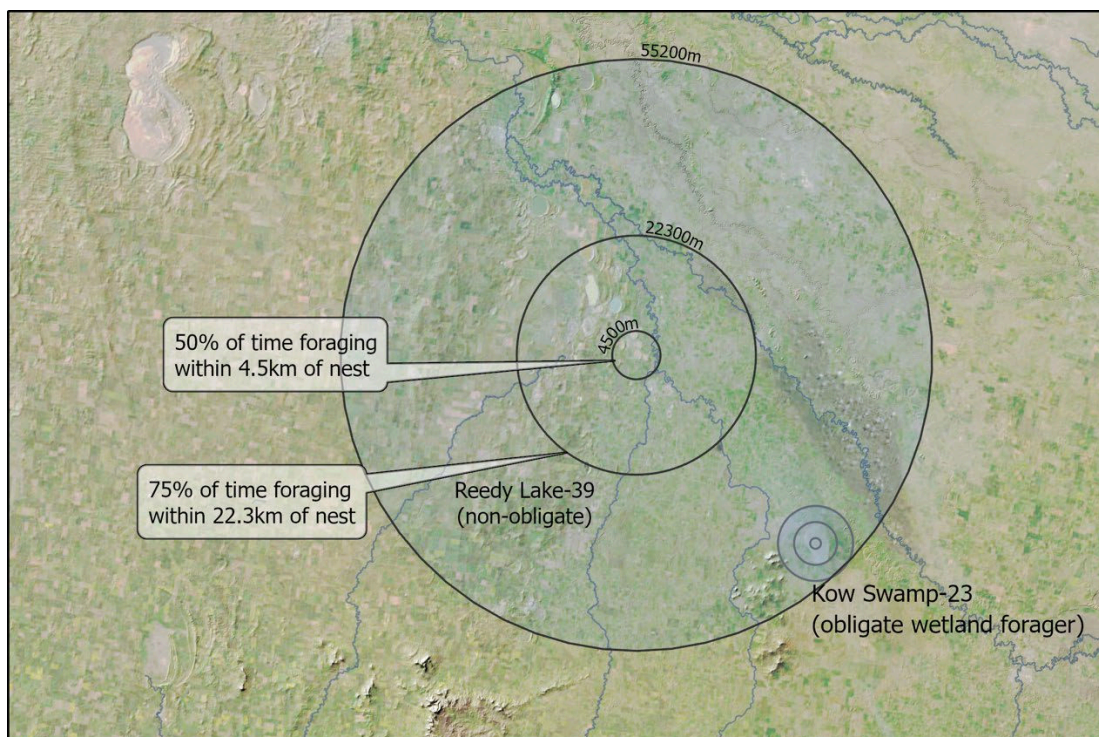 55200m
22300m
4500m
50% of time foraging
within 4.5km of nest
75% of time foraging
within 22.3km of nest
Reedy Lake-39
(non-obligate)
Kow Swamp-23
(obligate wetland forager)